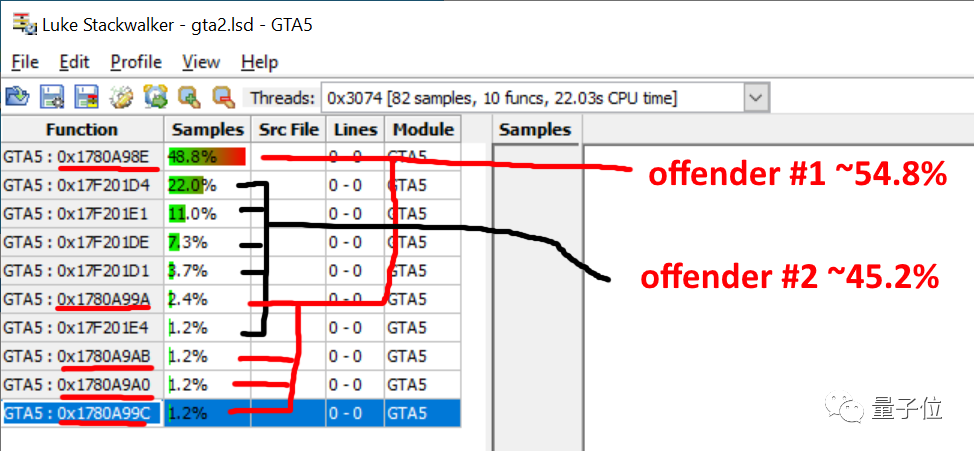 Luke Stackwalker - gta2.lsd - GTA5
File Edit Profile View Help
Threads: 0x3074 [82 samples, 10 funcs, 22.03s CPU time]
Function Samples Src File Lines Module Samples
GTA5 : 0x1780A98E 48.8% 0 - 0 GTA5
offender #1 ~54.8%
GTA5 : 0x17F201D4 22.0% 0 - 0 GTA5
GTA5 : 0x17F201E1 11.0% 0 - 0 GTA5
GTA5 : 0x17F201DE 7.3% 0 - 0 GTA5
GTA5 : 0x17F201D1 3.7% 0 - 0 GTA5
offender #2 ~45.2%
GTA5 : 0x1780A99A 2.4% 0 - 0 GTA5
GTA5 : 0x17F201E4 1.2% 0 - 0 GTA5
GTA5 : 0x1780A9AB 1.2% 0 - 0 GTA5
GTA5 : 0x1780A9A0 1.2% 0 - 0 GTA5
GTA5 : 0x1780A99C 1.2% 0 - 0 GTA5
量子位